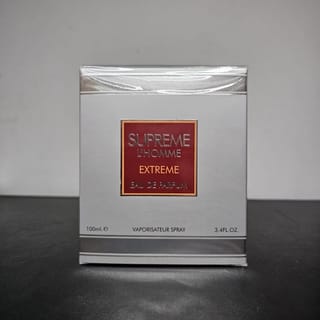 SUPREME
L'HOMME
EXTREME
EAU DE PARFUM
100ml.℮ VAPORISATEUR SPRAY 3.4FL.OZ.